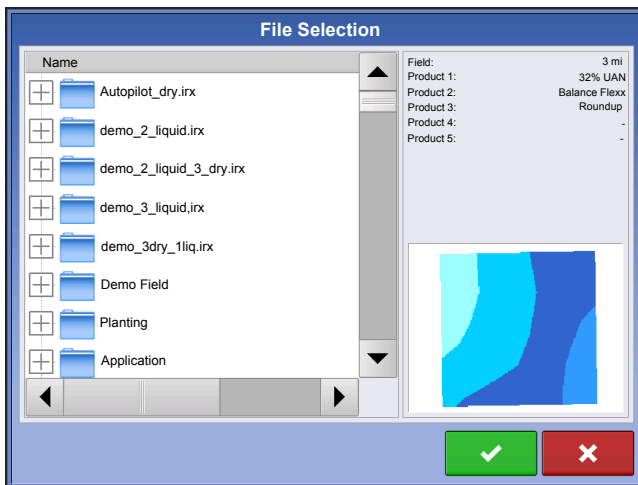 File Selection
Name
Autopilot_dry.irx
demo_2_liquid.irx
demo_2_liquid_3_dry.irx
demo_3_liquid,irx
demo_3dry_1liq.irx
Demo Field
Planting
Application
Field: 3 mi
Product 1: 32% UAN
Product 2: Balance Flexx
Product 3: Roundup
Product 4: -
Product 5: -